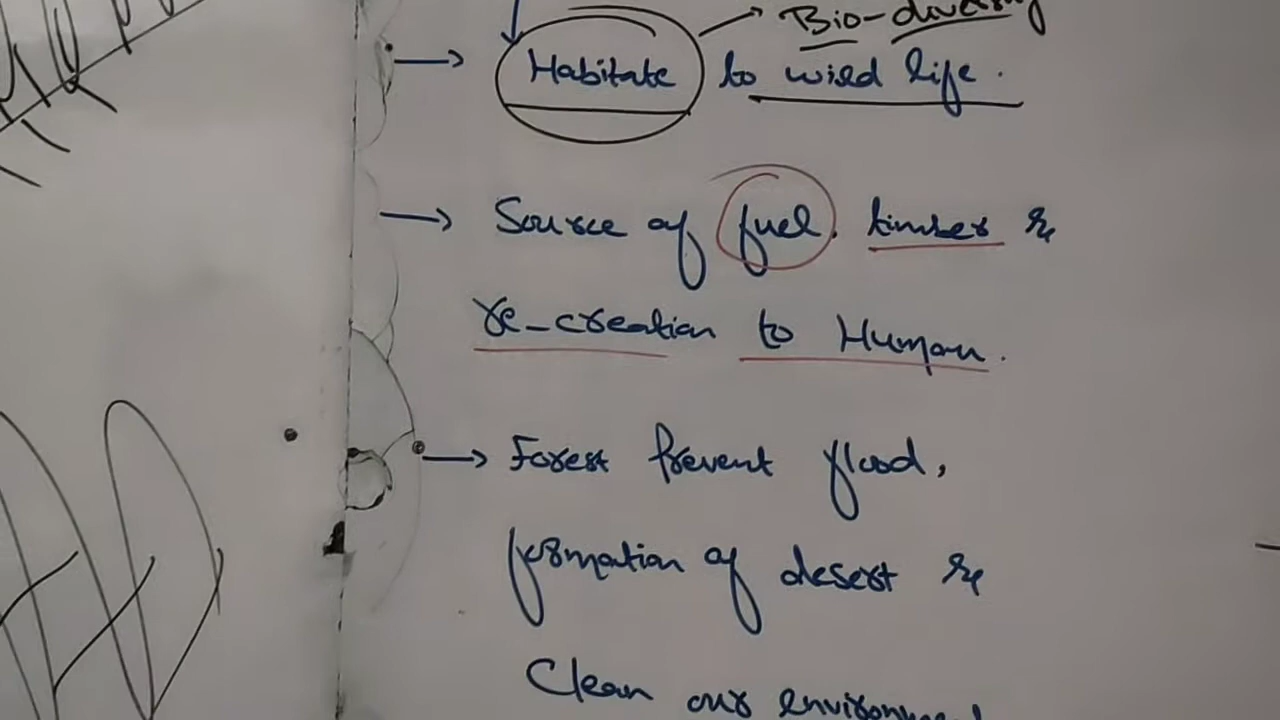 Bio-diversity
→ Habitate to wild life.
→ Source of fuel, timber &
re-creation to Human.
→ Forest prevent flood,
formation of desert &
Clean our environment